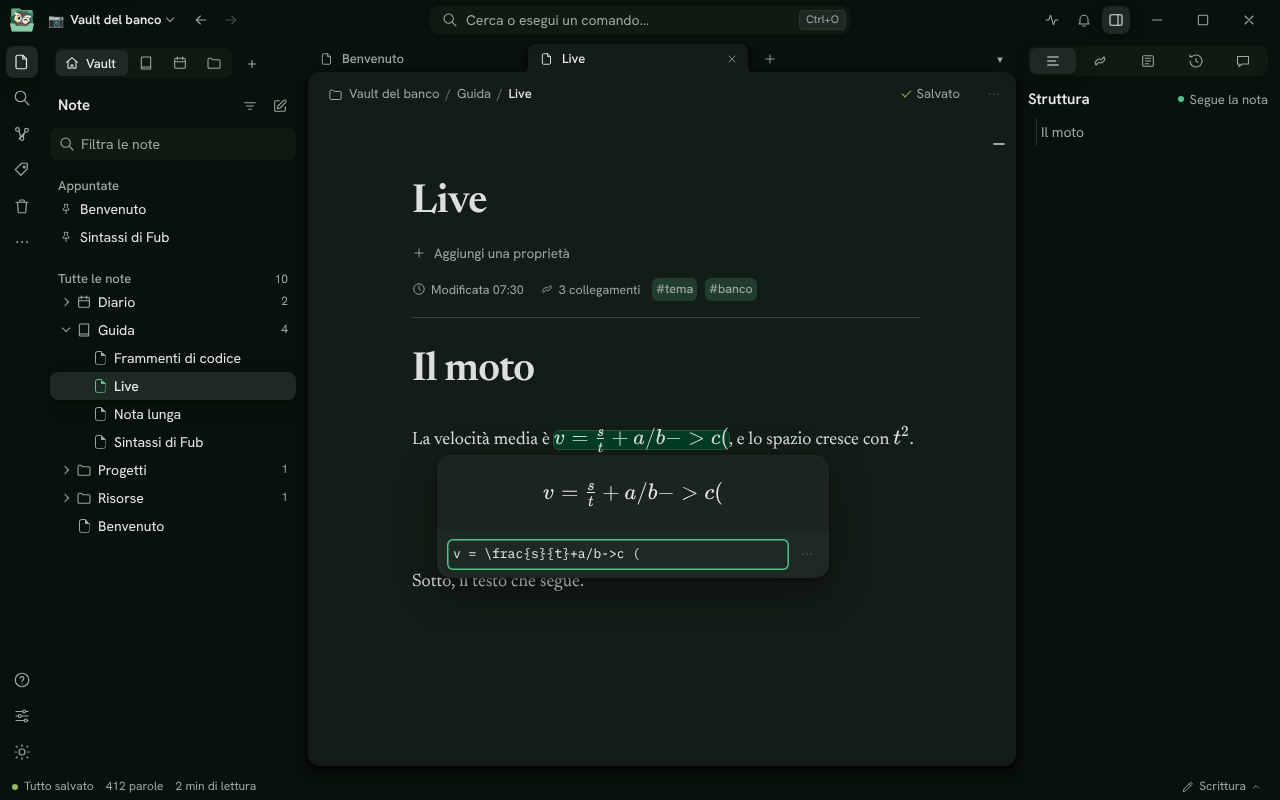 Vault del banco
Cerca o esegui un comando...
Ctrl+O
Vault
Benvenuto
Live
Note
Filtra le note
Appuntate
Benvenuto
Sintassi di Fub
Tutte le note 10
Diario 2
Guida 4
Frammenti di codice
Live
Nota lunga
Sintassi di Fub
Progetti 1
Risorse 1
Benvenuto
Vault del banco / Guida / Live
Salvato
Live
Aggiungi una proprietà
Modificata 07:30 3 collegamenti #tema #banco
Il moto
La velocità media è v = s/t + a/b− > c(, e lo spazio cresce con t².
v = s/t + a/b− > c(
v = \frac{s}{t}+a/b->c (
Sotto, il testo che segue.
Struttura
Segue la nota
Il moto
Tutto salvato 412 parole 2 min di lettura
Scrittura